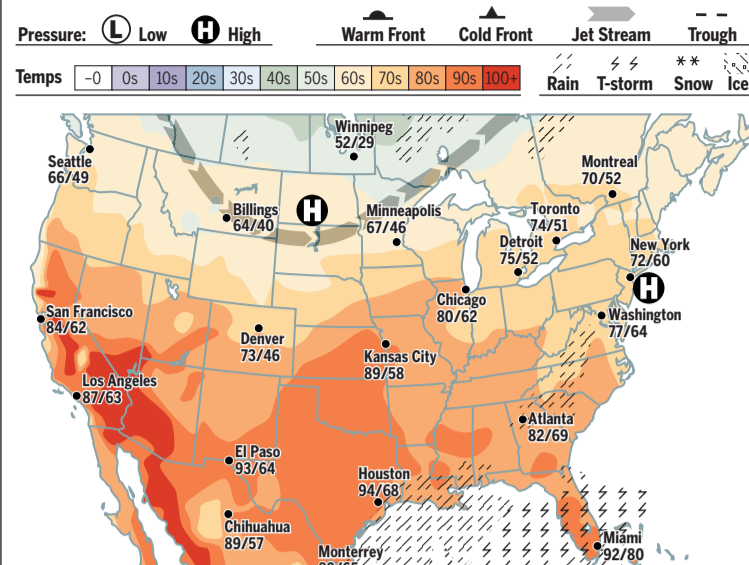 Pressure: L Low H High Warm Front Cold Front Jet Stream Trough
Temps -0 0s 10s 20s 30s 40s 50s 60s 70s 80s 90s 100+ Rain T-storm Snow Ice
Winnipeg
52/29
Seattle
66/49
Montreal
70/52
Billings
64/40
H
Minneapolis
67/46
Toronto
74/51
Detroit
75/52
New York
72/60
H
Chicago
80/62
San Francisco
84/62
Washington
77/64
Denver
73/46
Kansas City
89/58
Los Angeles
87/63
Atlanta
82/69
El Paso
93/64
Houston
94/68
Chihuahua
89/57
Miami
92/80
Monterrey